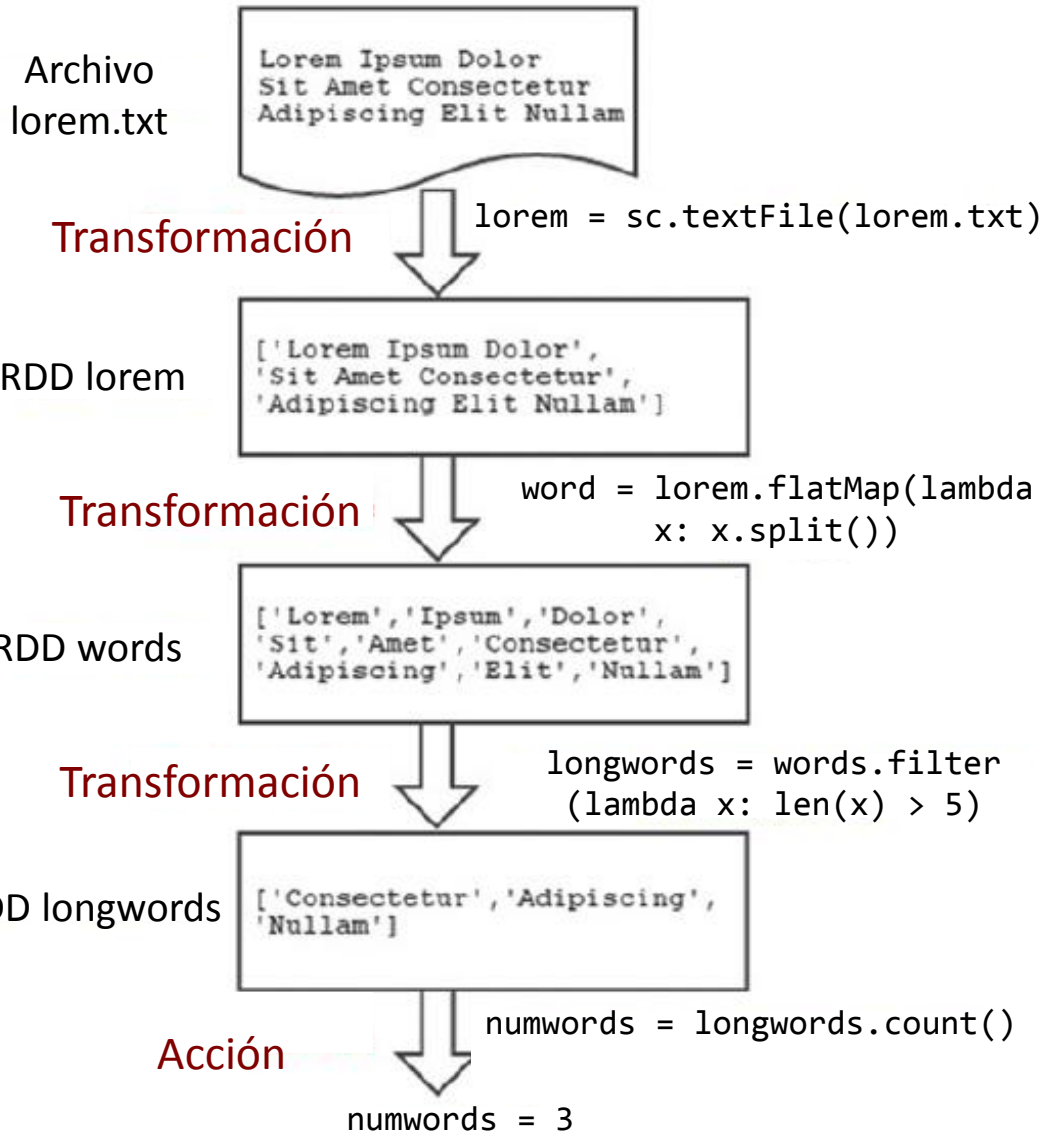 Archivo
lorem.txt
Lorem Ipsum Dolor
Sit Amet Consectetur
Adipiscing Elit Nullam
Transformación
lorem = sc.textFile(lorem.txt)
RDD lorem
['Lorem Ipsum Dolor',
'Sit Amet Consectetur',
'Adipiscing Elit Nullam']
Transformación
word = lorem.flatMap(lambda
x: x.split())
RDD words
['Lorem','Ipsum','Dolor',
'Sit','Amet','Consectetur',
'Adipiscing','Elit','Nullam']
Transformación
longwords = words.filter
(lambda x: len(x) > 5)
DD longwords
['Consectetur','Adipiscing',
'Nullam']
Acción
numwords = longwords.count()
numwords = 3